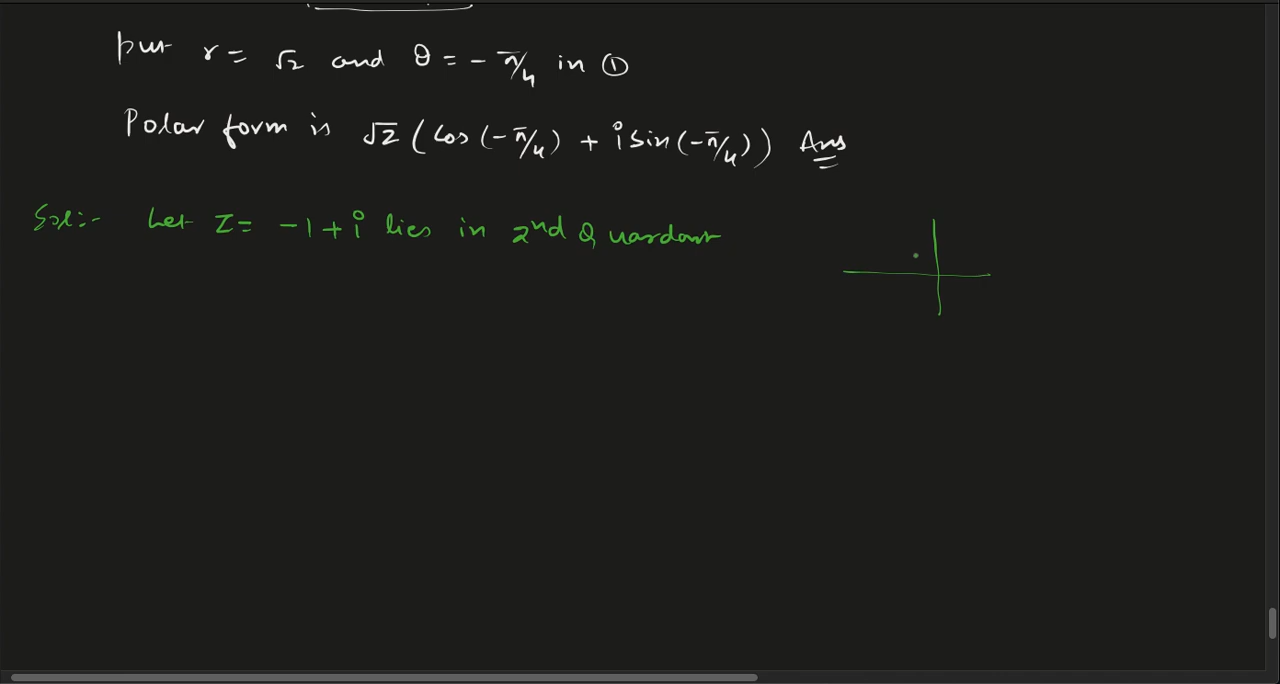 put r = √2 and θ = - π/4 in ①
Polar form is √2 ( Cos (-π/4) + i Sin (-π/4) ) Ans
Sol:- Let Z = -1 + i lies in 2nd Quardant